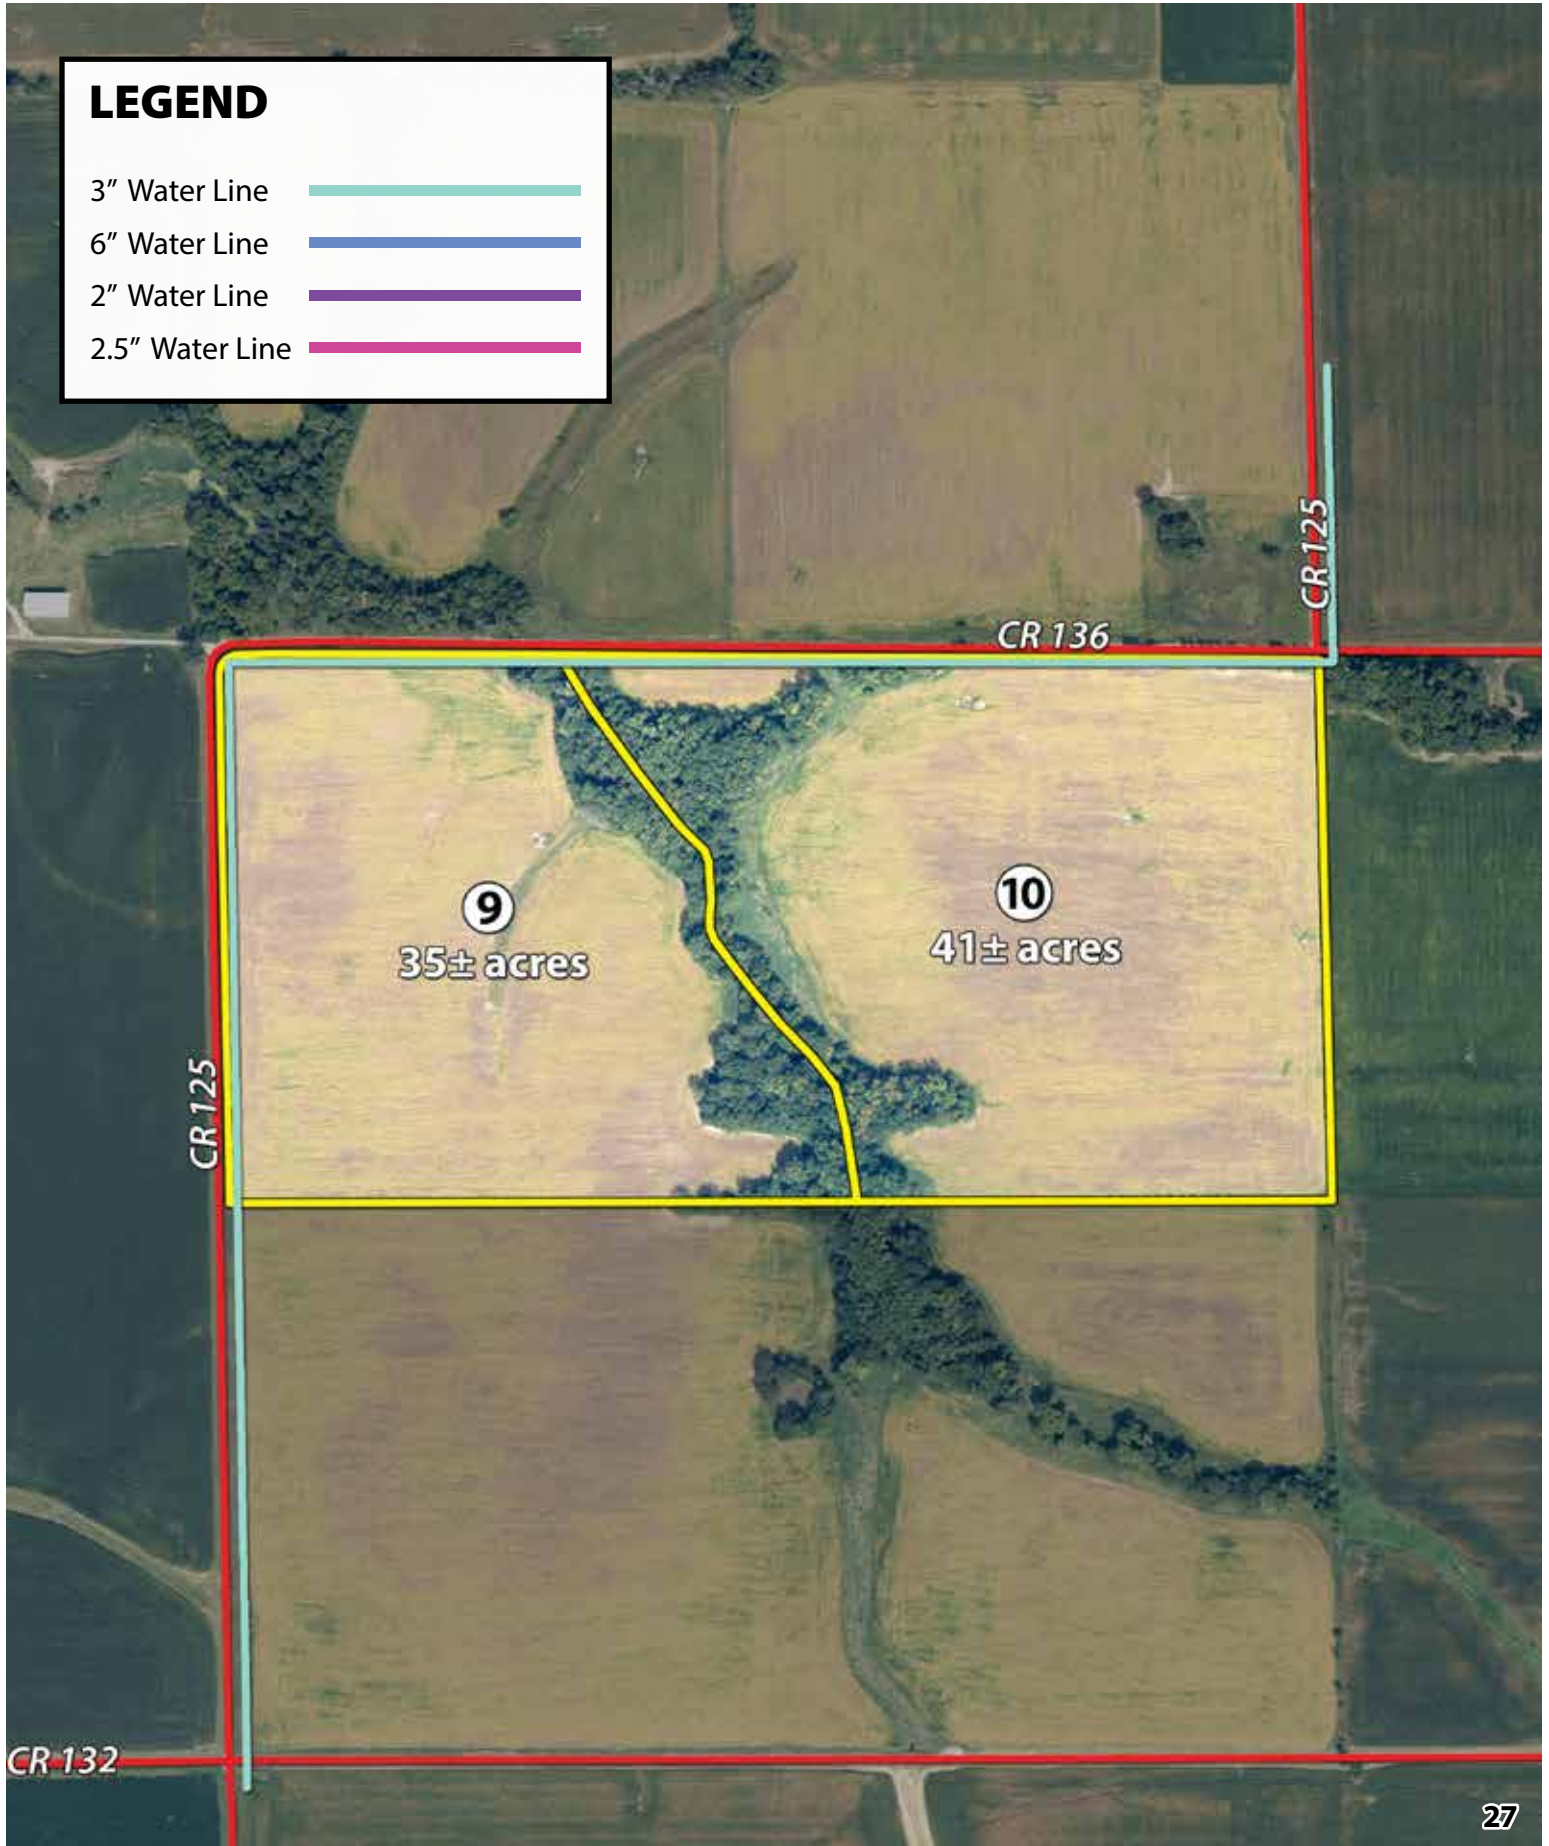 LEGEND
3” Water Line
6” Water Line
2” Water Line
2.5” Water Line
CR 125
CR 136
9
35± acres
10
41± acres
CR 125
CR 132
27